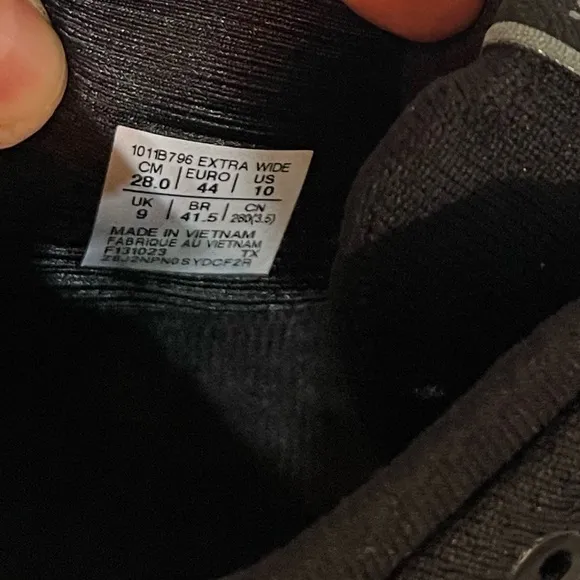 1011B796 EXTRA WIDE
CM | EURO | US
28.0 | 44 | 10
UK | BR | CN
9 | 41.5 | 280(3.5)
MADE IN VIETNAM
FABRIQUE AU VIETNAM
F131023 TX